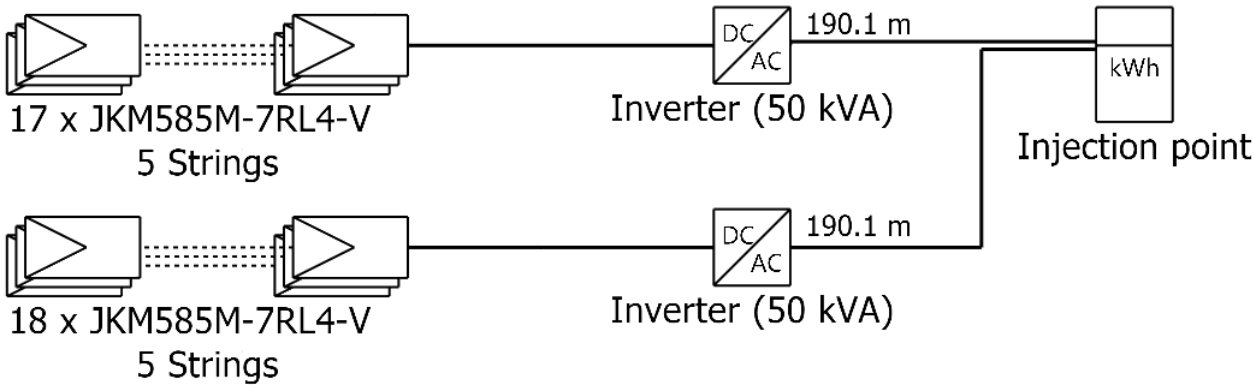 DC
AC
190.1 m
kWh
17 x JKM585M-7RL4-V
5 Strings
Inverter (50 kVA)
Injection point
DC
AC
190.1 m
18 x JKM585M-7RL4-V
5 Strings
Inverter (50 kVA)